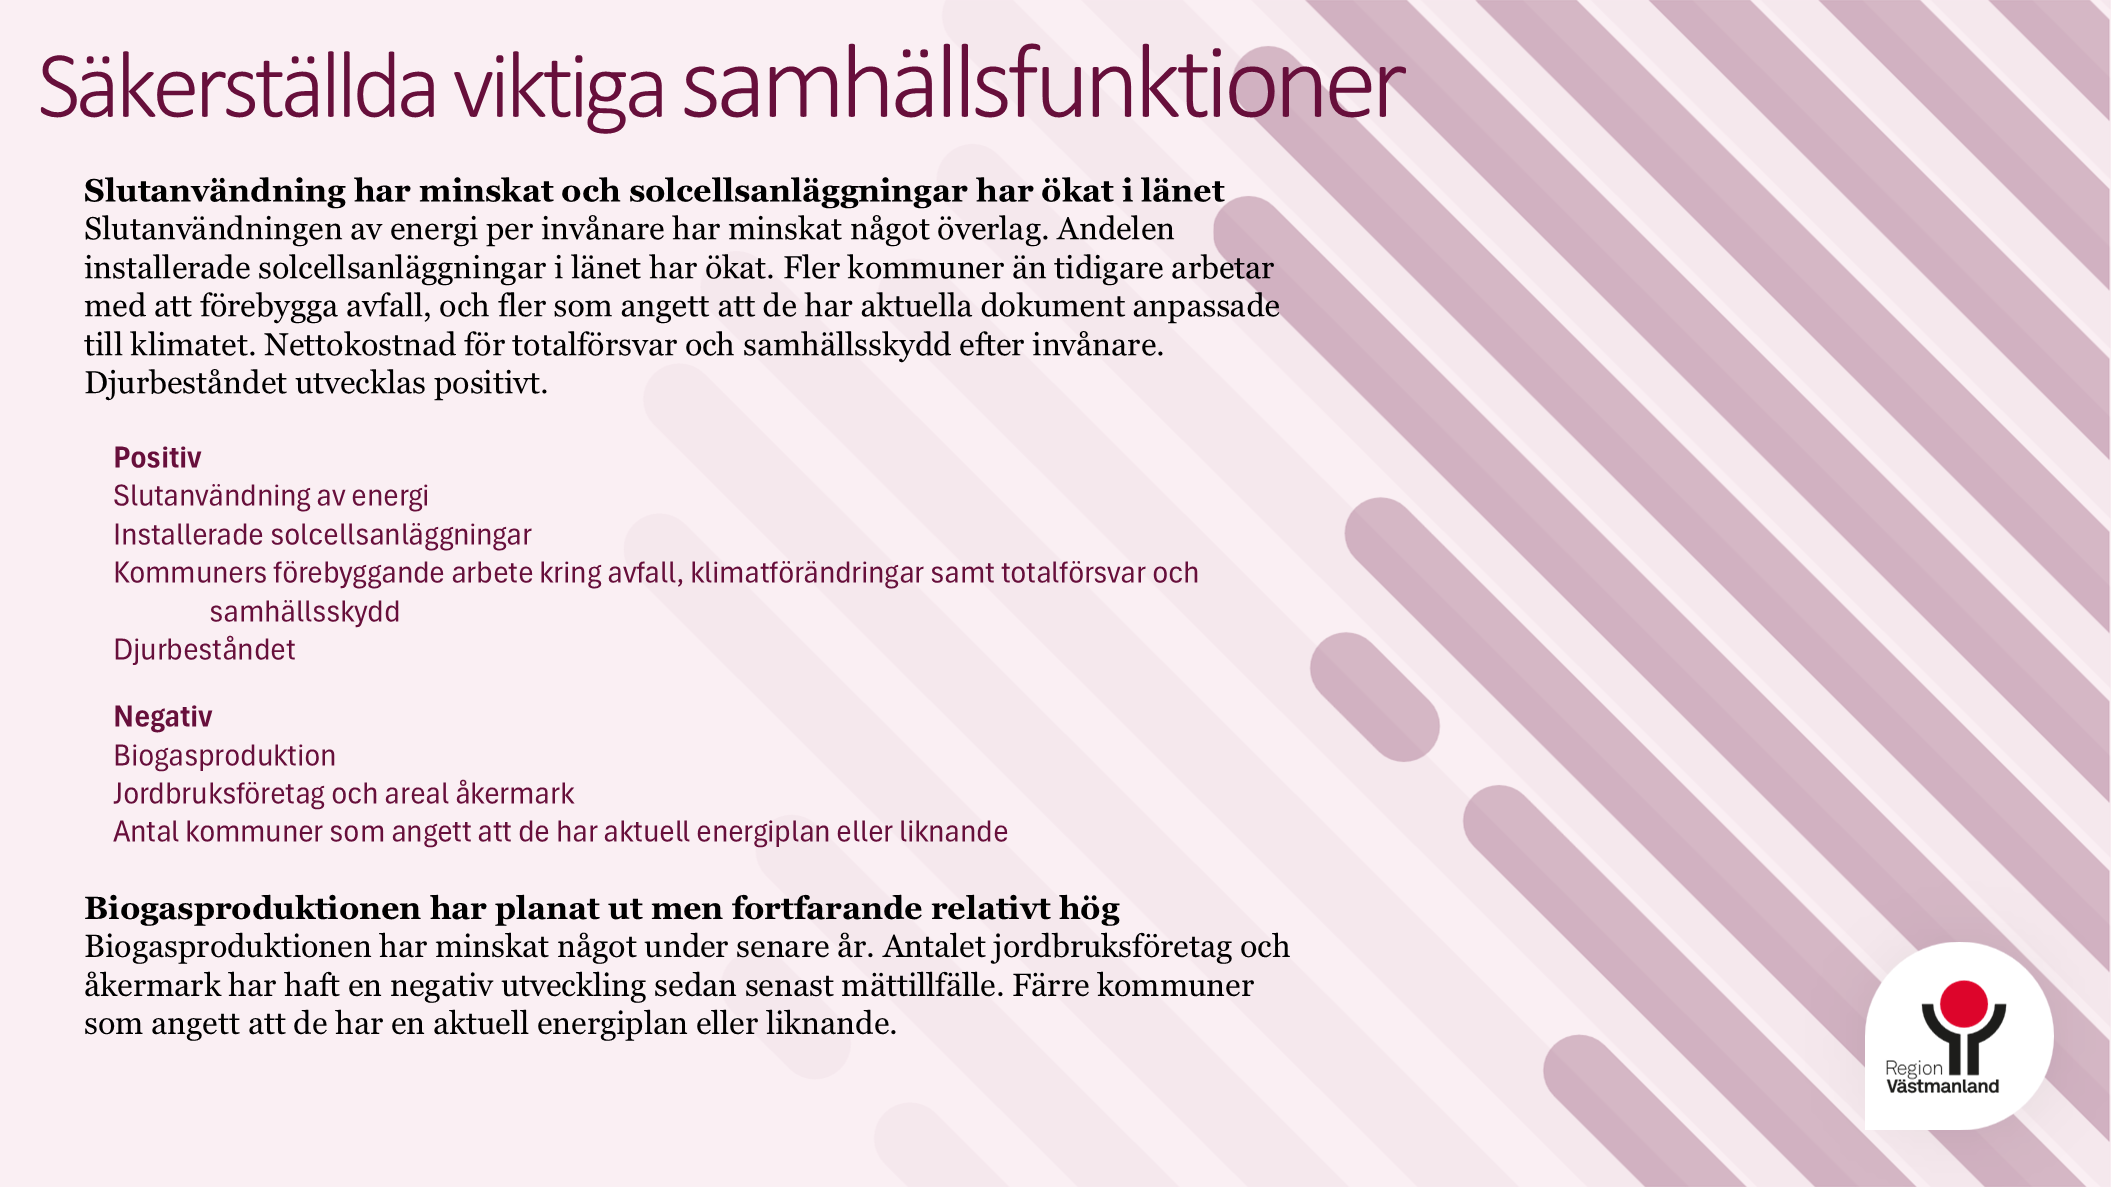 Säkerställda viktiga samhällsfunktioner
Slutanvändning har minskat och solcellsanläggningar har ökat i länet
Slutanvändningen av energi per invånare har minskat något överlag. Andelen
installerade solcellsanläggningar i länet har ökat. Fler kommuner än tidigare arbetar
med att förebygga avfall, och fler som angett att de har aktuella dokument anpassade
till klimatet. Nettokostnad för totalförsvar och samhällsskydd efter invånare.
Djurbeståndet utvecklas positivt.
Positiv
Slutanvändning av energi
Installerade solcellsanläggningar
Kommuners förebyggande arbete kring avfall, klimatförändringar samt totalförsvar och
samhällsskydd
Djurbeståndet
Negativ
Biogasproduktion
Jordbruksföretag och areal åkermark
Antal kommuner som angett att de har aktuell energiplan eller liknande
Biogasproduktionen har planat ut men fortfarande relativt hög
Biogasproduktionen har minskat något under senare år. Antalet jordbruksföretag och
åkermark har haft en negativ utveckling sedan senast mättillfälle. Färre kommuner
som angett att de har en aktuell energiplan eller liknande.
Region
Västmanland